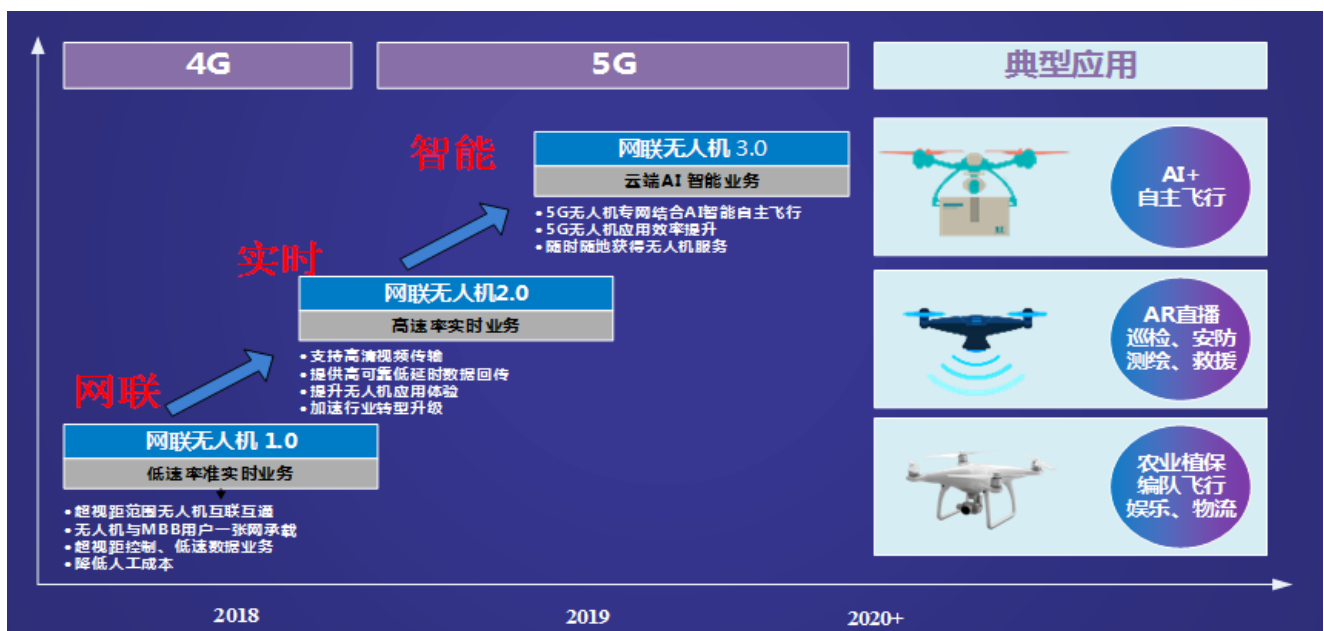 4G
5G
典型应用
智能
网联无人机 3.0
云端AI 智能业务
• 5G无人机专网结合AI智能自主飞行
• 5G无人机应用效率提升
• 随时随地获得无人机服务
AI+
自主飞行
实时
网联无人机2.0
高速率实时业务
• 支持高清视频传输
• 提供高可靠低延时数据回传
• 提升无人机应用体验
• 加速行业转型升级
AR直播
巡检、安防
测绘、救援
网联
网联无人机 1.0
低速率准实时业务
• 超视距范围无人机互联互通
• 无人机与MBB用户一张网承载
• 超视距控制、低速数据业务
• 降低人工成本
农业植保
编队飞行
娱乐、物流
2018
2019
2020+